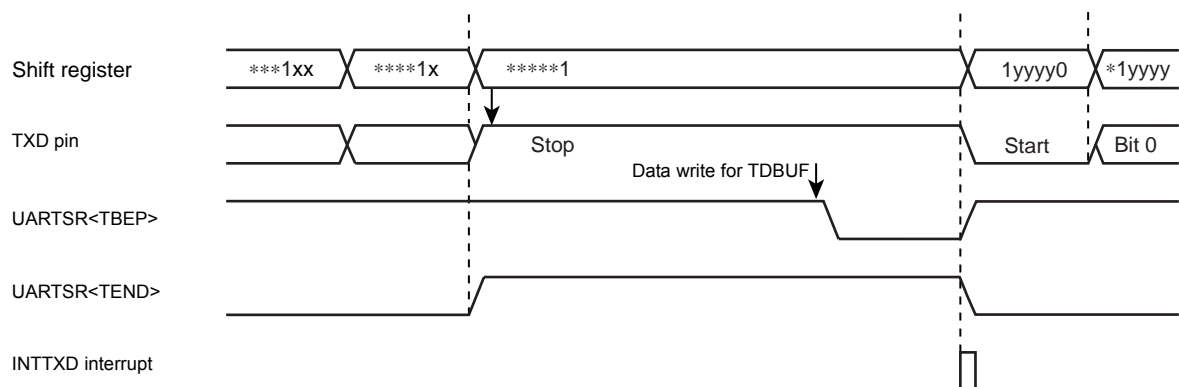 Shift register ***1xx ****1x *****1 1yyyy0 *1yyyy
TXD pin Stop Start Bit 0
Data write for TDBUF
UARTSR<TBEP>
UARTSR<TEND>
INTTXD interrupt